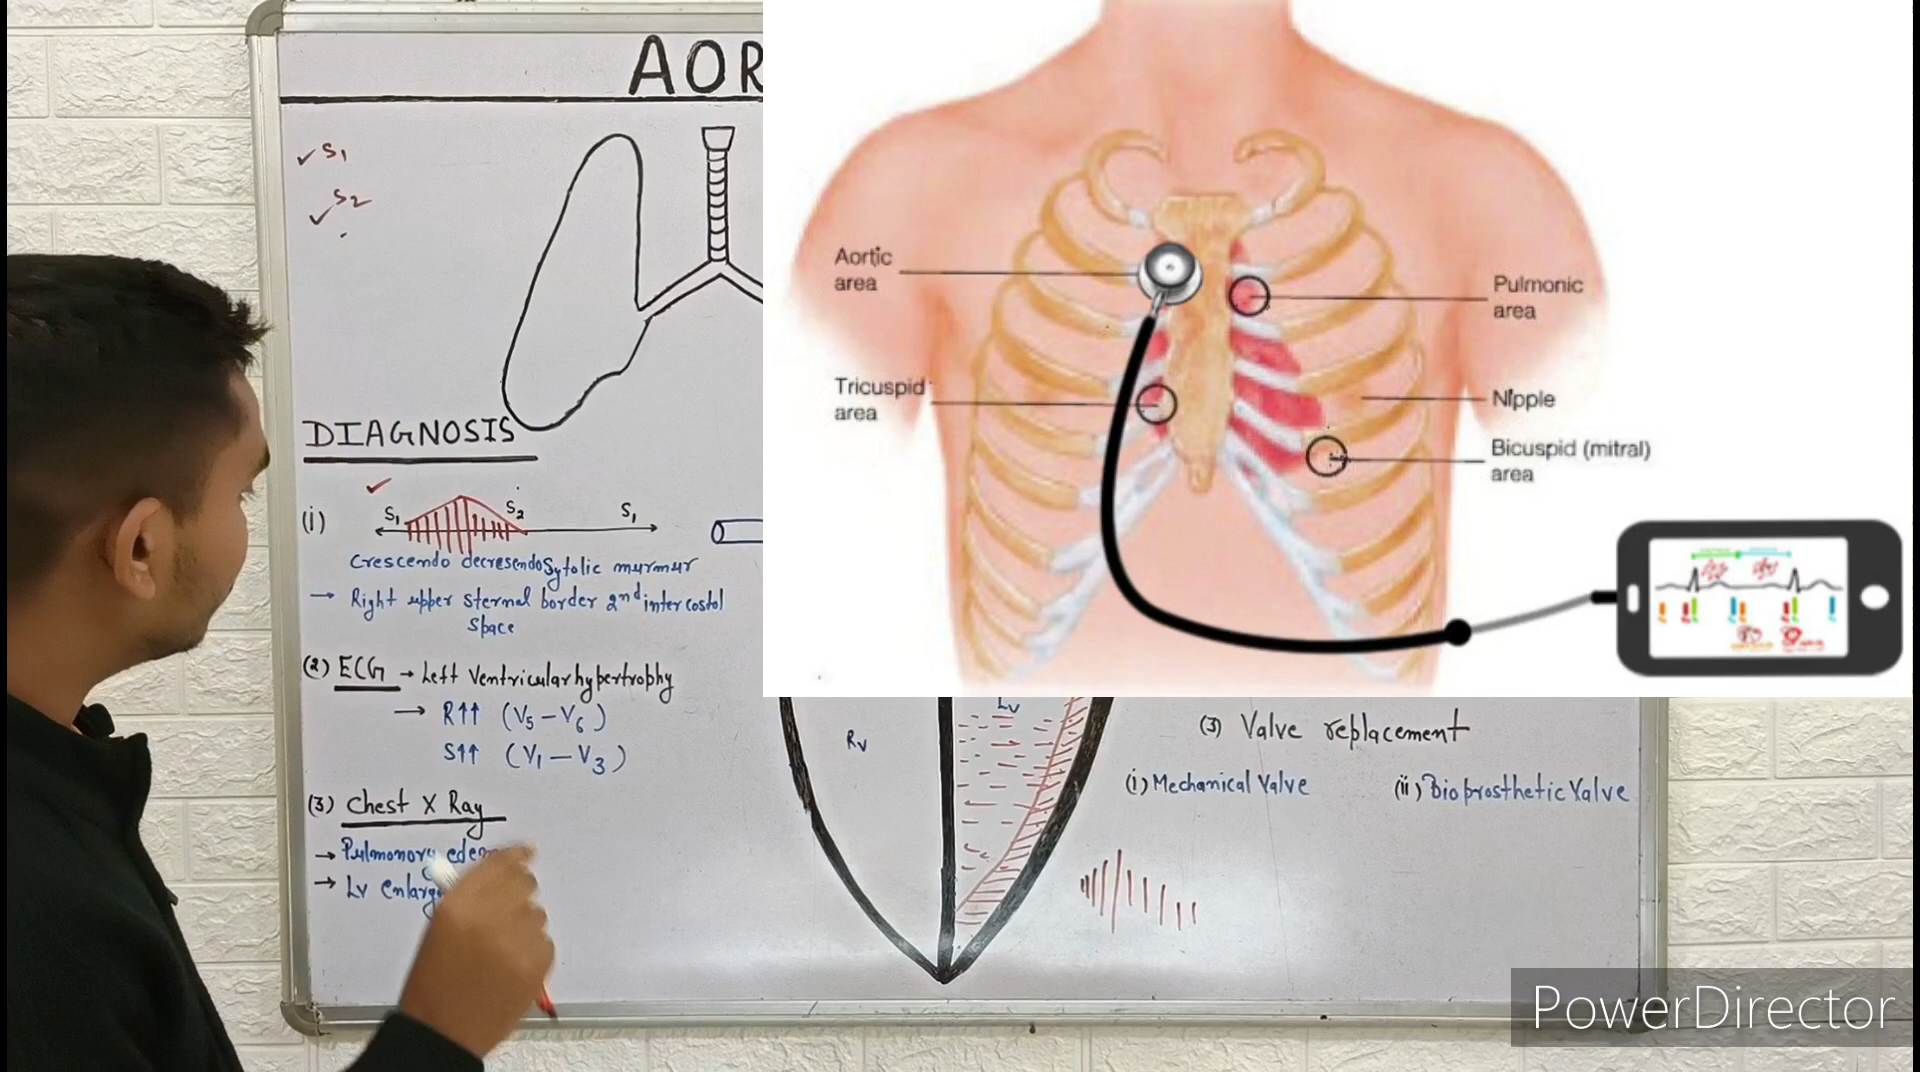 AOR
S1
S2
DIAGNOSIS
(i)
S1 S2 S1
Crescendo decresendo Sytolic murmur
→ Right upper sternal border 2nd intercostol
Space
(2) ECG → Left Ventricular hypertrophy
→ R↑↑ (V5 – V6)
S↑↑ (V1 – V3)
(3) Chest X Ray
→ Pulmonory
→ LV
Aortic
area
Tricuspid
area
Pulmonic
area
Nipple
Bicuspid (mitral)
area
Rv
Lv
(3) Valve replacement
(i) Mechanical Valve (ii) Bioprosthetic Valve
PowerDirector